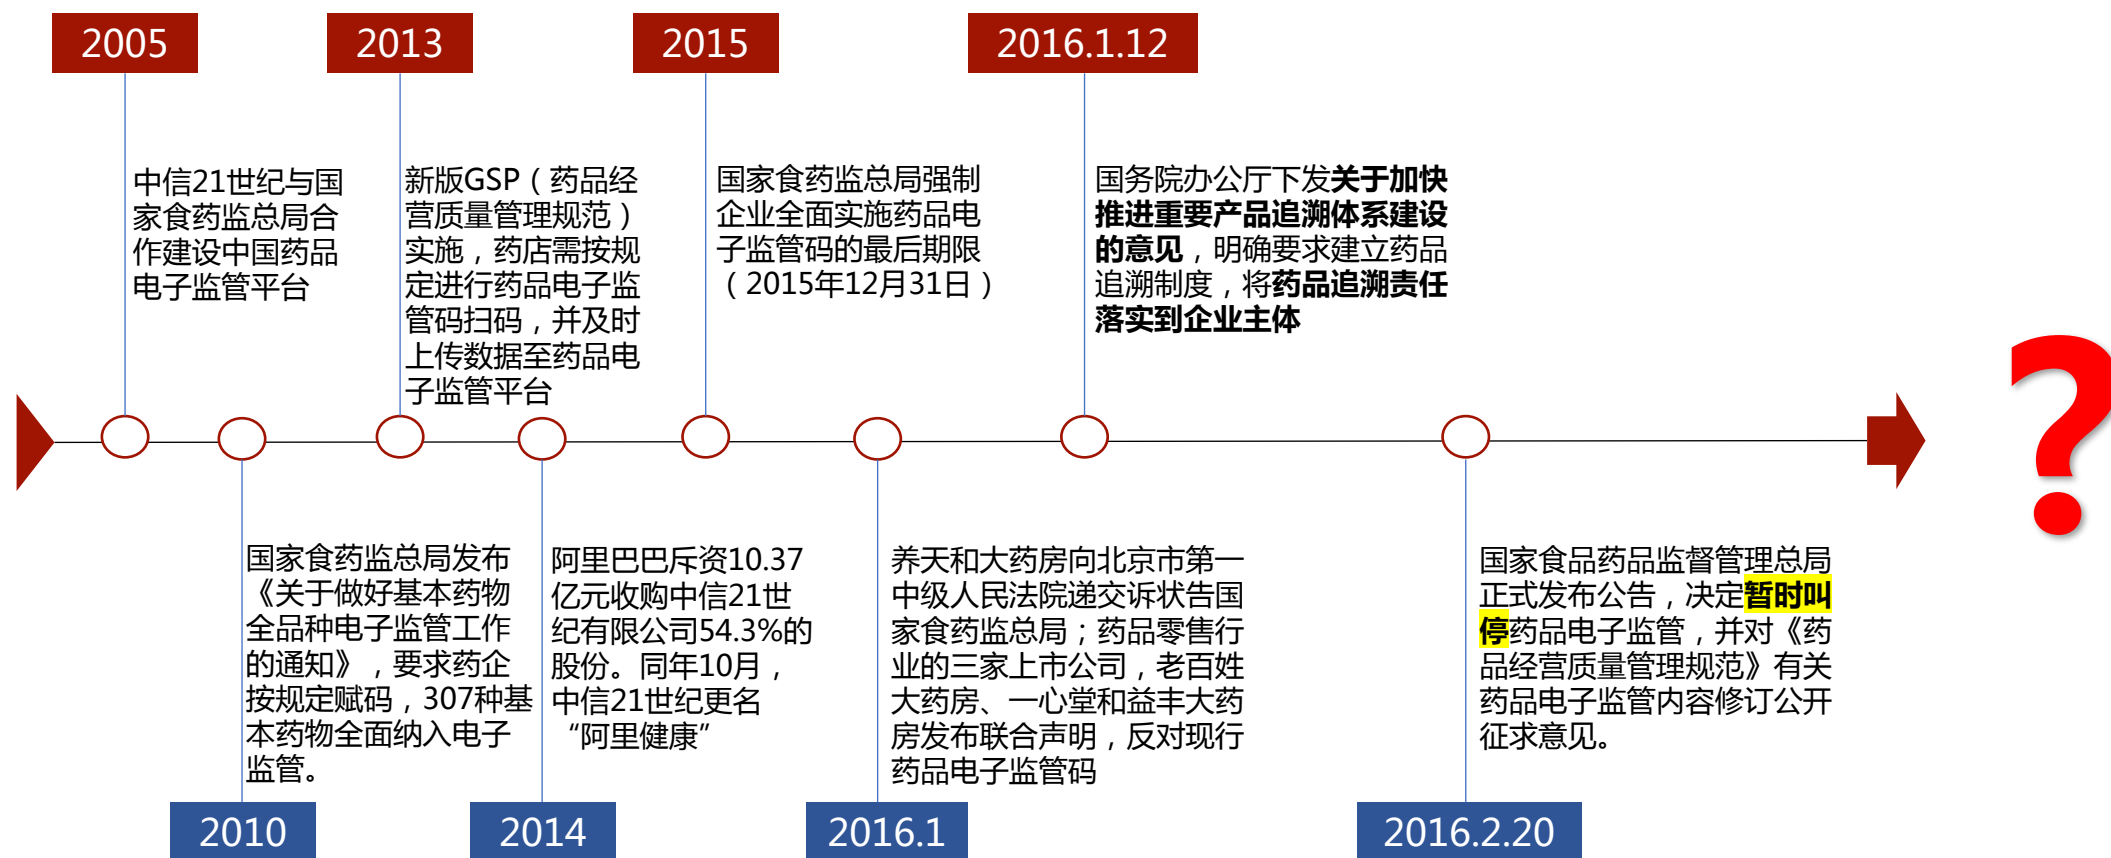 2005
中信21世纪与国
家食药监总局合
作建设中国药品
电子监管平台
2013
新版GSP（药品经
营质量管理规范）
实施，药店需按规
定进行药品电子监
管码扫码，并及时
上传数据至药品电
子监管平台
2015
国家食药监总局强制
企业全面实施药品电
子监管码的最后期限
（2015年12月31日）
2016.1.12
国务院办公厅下发关于加快
推进重要产品追溯体系建设
的意见，明确要求建立药品
追溯制度，将药品追溯责任
落实到企业主体
?
国家食药监总局发布
《关于做好基本药物
全品种电子监管工作
的通知》，要求药企
按规定赋码，307种基
本药物全面纳入电子
监管。
2010
阿里巴巴斥资10.37
亿元收购中信21世
纪有限公司54.3%的
股份。同年10月，
中信21世纪更名
“阿里健康”
2014
养天和大药房向北京市第一
中级人民法院递交诉状告国
家食药监总局；药品零售行
业的三家上市公司，老百姓
大药房、一心堂和益丰大药
房发布联合声明，反对现行
药品电子监管码
2016.1
国家食品药品监督管理总局
正式发布公告，决定暂时叫
停药品电子监管，并对《药
品经营质量管理规范》有关
药品电子监管内容修订公开
征求意见。
2016.2.20